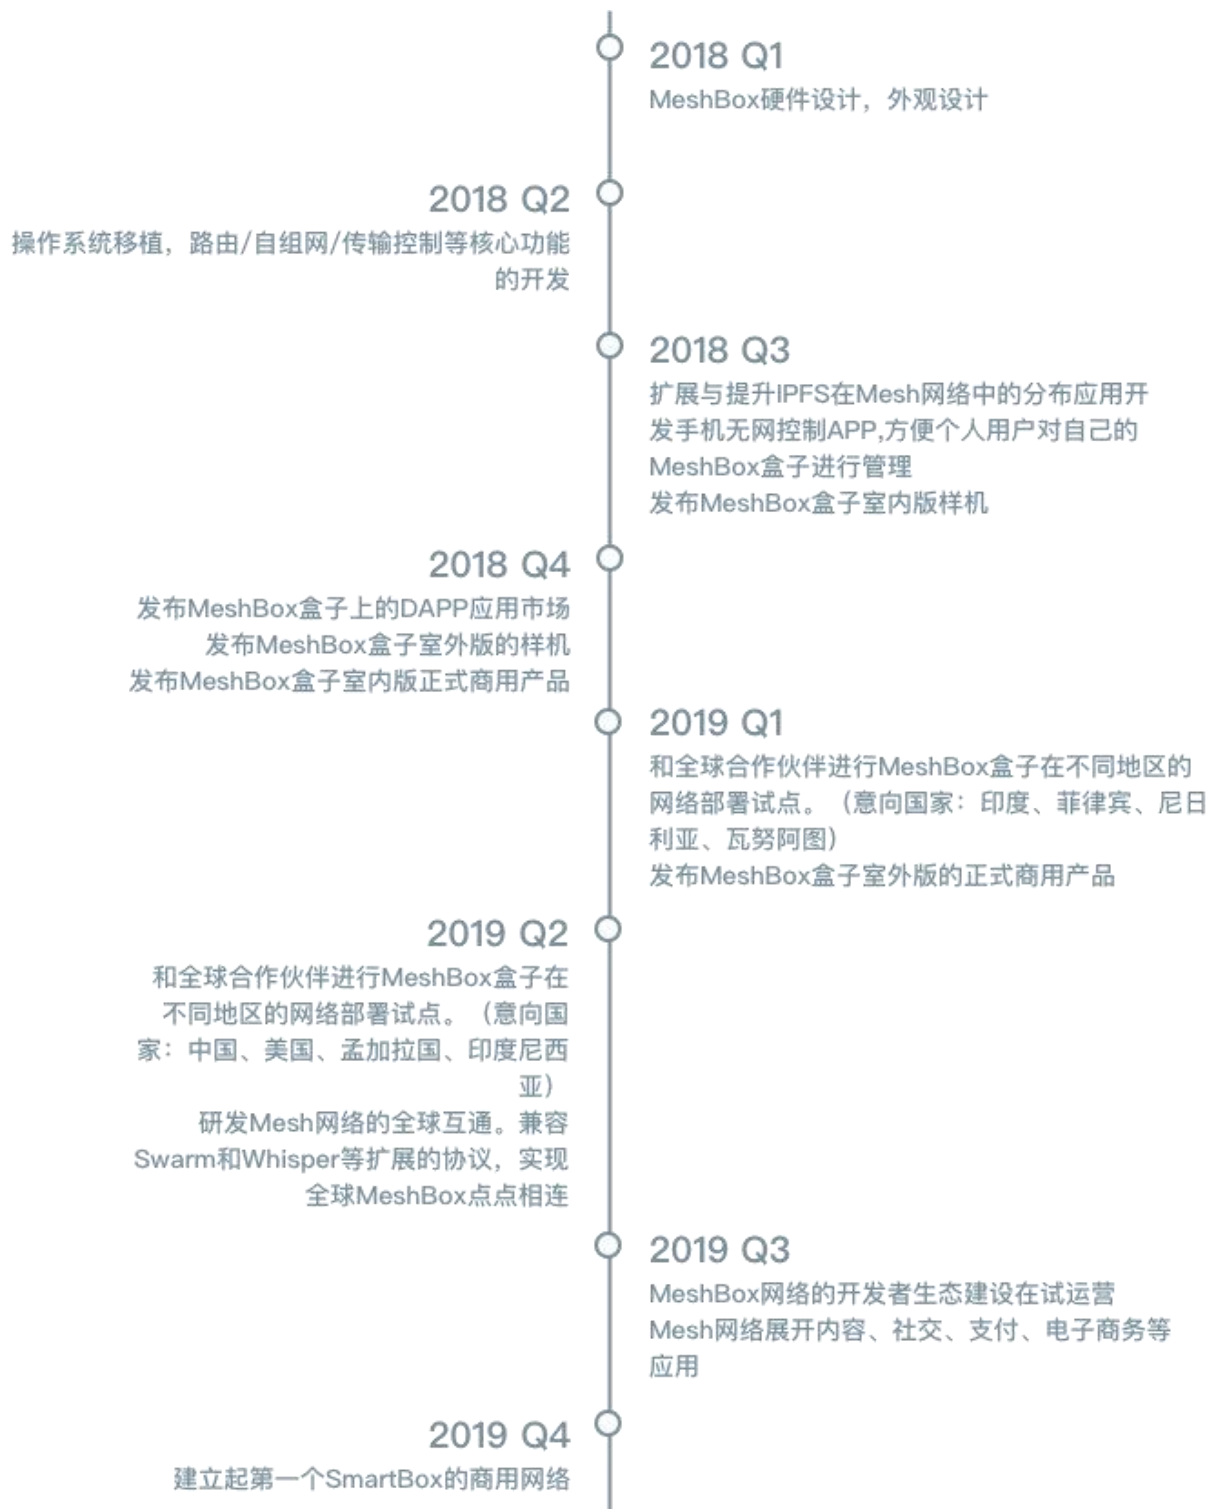 2018 Q1
MeshBox硬件设计，外观设计
2018 Q2
操作系统移植，路由/自组网/传输控制等核心功能
的开发
2018 Q3
扩展与提升IPFS在Mesh网络中的分布应用开
发手机无网控制APP,方便个人用户对自己的
MeshBox盒子进行管理
发布MeshBox盒子室内版样机
2018 Q4
发布MeshBox盒子上的DAPP应用市场
发布MeshBox盒子室外版的样机
发布MeshBox盒子室内版正式商用产品
2019 Q1
和全球合作伙伴进行MeshBox盒子在不同地区的
网络部署试点。（意向国家：印度、菲律宾、尼日
利亚、瓦努阿图）
发布MeshBox盒子室外版的正式商用产品
2019 Q2
和全球合作伙伴进行MeshBox盒子在
不同地区的网络部署试点。（意向国
家：中国、美国、孟加拉国、印度尼西
亚）
研发Mesh网络的全球互通。兼容
Swarm和Whisper等扩展的协议，实现
全球MeshBox点点相连
2019 Q3
MeshBox网络的开发者生态建设在试运营
Mesh网络展开内容、社交、支付、电子商务等
应用
2019 Q4
建立起第一个SmartBox的商用网络